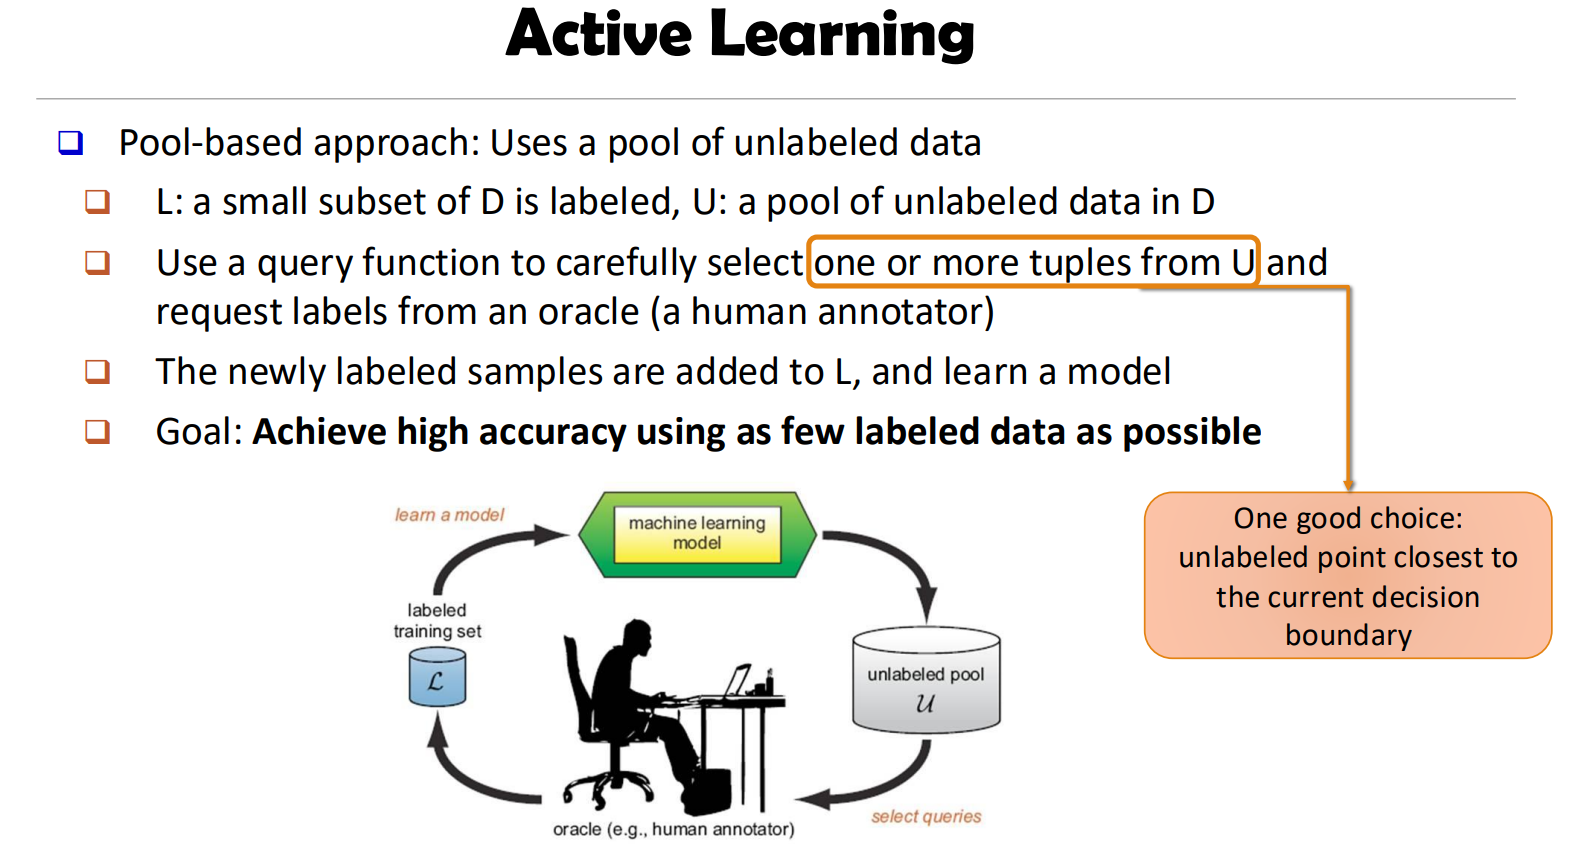 Active Learning
Pool-based approach: Uses a pool of unlabeled data
L: a small subset of D is labeled, U: a pool of unlabeled data in D
Use a query function to carefully select one or more tuples from U and
request labels from an oracle (a human annotator)
The newly labeled samples are added to L, and learn a model
Goal: Achieve high accuracy using as few labeled data as possible
learn a model
machine learning
model
labeled
training set
L
unlabeled pool
U
select queries
oracle (e.g., human annotator)
One good choice:
unlabeled point closest to
the current decision
boundary